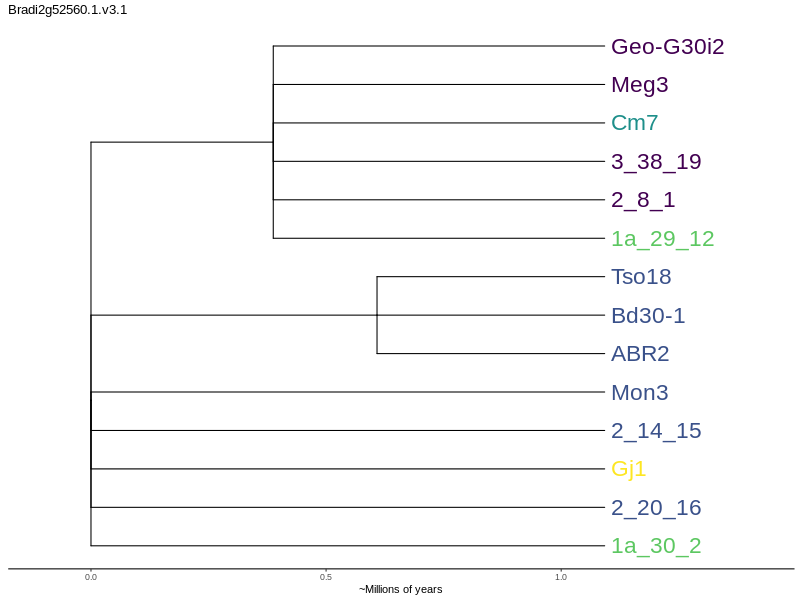 Bradi2g52560.1.v3.1
Geo-G30i2
Meg3
Cm7
3_38_19
2_8_1
1a_29_12
Tso18
Bd30-1
ABR2
Mon3
2_14_15
Gj1
2_20_16
1a_30_2
0.0 0.5 1.0
~Millions of years